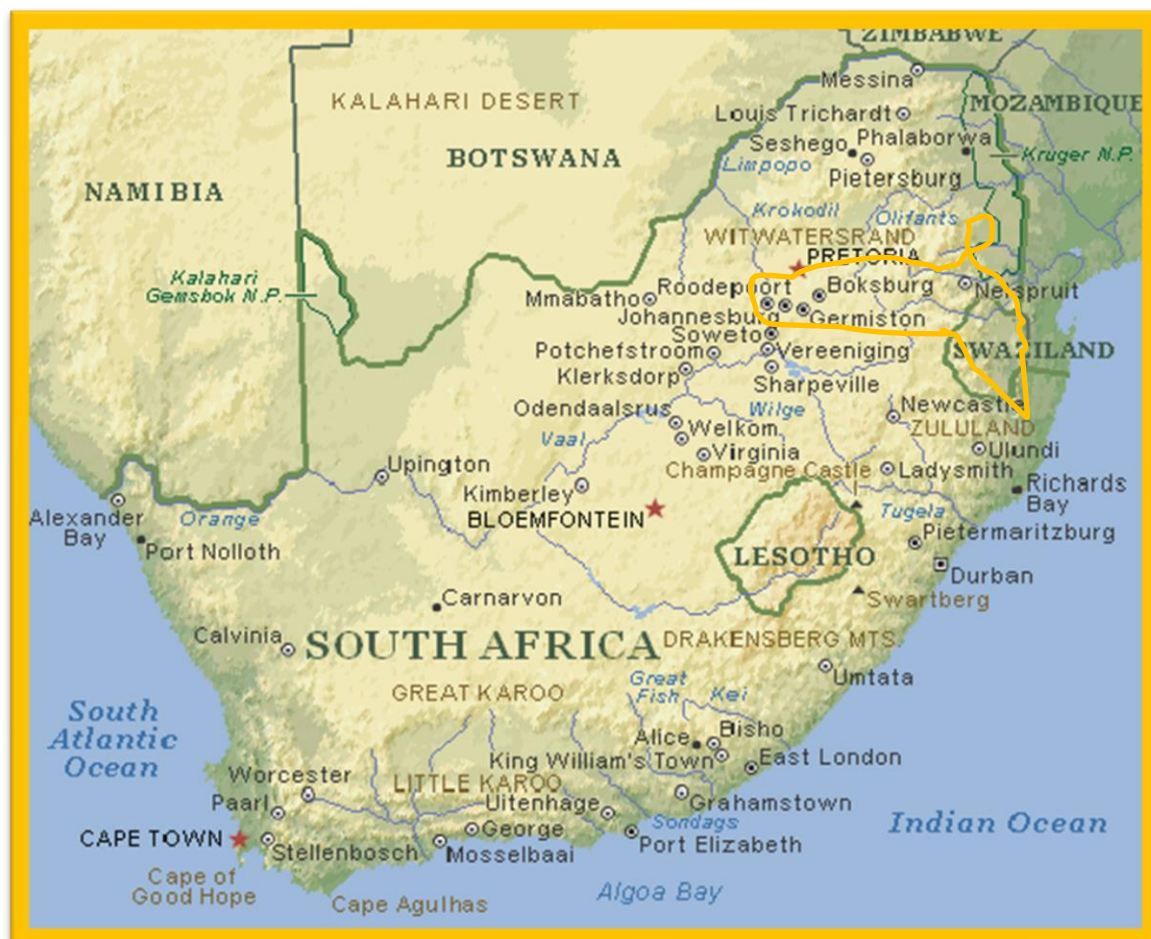 ZIMBABWE
Messina
KALAHARI DESERT
MOZAMBIQUE
Louis Trichardt
Seshego
Phalaborwa
BOTSWANA
Kruger N.P.
Limpopo
Pietersburg
NAMIBIA
Krokodil
Olifants
WITWATERSRAND
PRETORIA
Kalahari
Gemsbok N.P.
Roodepoort
Boksburg
Nelspruit
Mmabatho
Johannesburg
Germiston
Soweto
Potchefstroom
Vereeniging
SWAZILAND
Klerksdorp
Sharpeville
Odendaalsrus
Wilge
Newcastle
Vaal
Welkom
ZULULAND
Virginia
Ulundi
Upington
Champagne Castle
Ladysmith
Kimberley
Richards
Bay
Alexander
Bay
Orange
BLOEMFONTEIN
Tugela
Port Nolloth
Pietermaritzburg
LESOTHO
Durban
Carnarvon
Swartberg
Calvinia
SOUTH AFRICA
DRAKENSBERG MTS.
Umtata
GREAT KAROO
Great
Fish
Kei
South
Atlantic
Ocean
Alice
Bisho
King William's Town
East London
Worcester
LITTLE KAROO
Paarl
Uitenhage
Grahamstown
Sondags
Indian Ocean
CAPE TOWN
George
Port Elizabeth
Stellenbosch
Mosselbaai
Cape of
Good Hope
Algoa Bay
Cape Agulhas